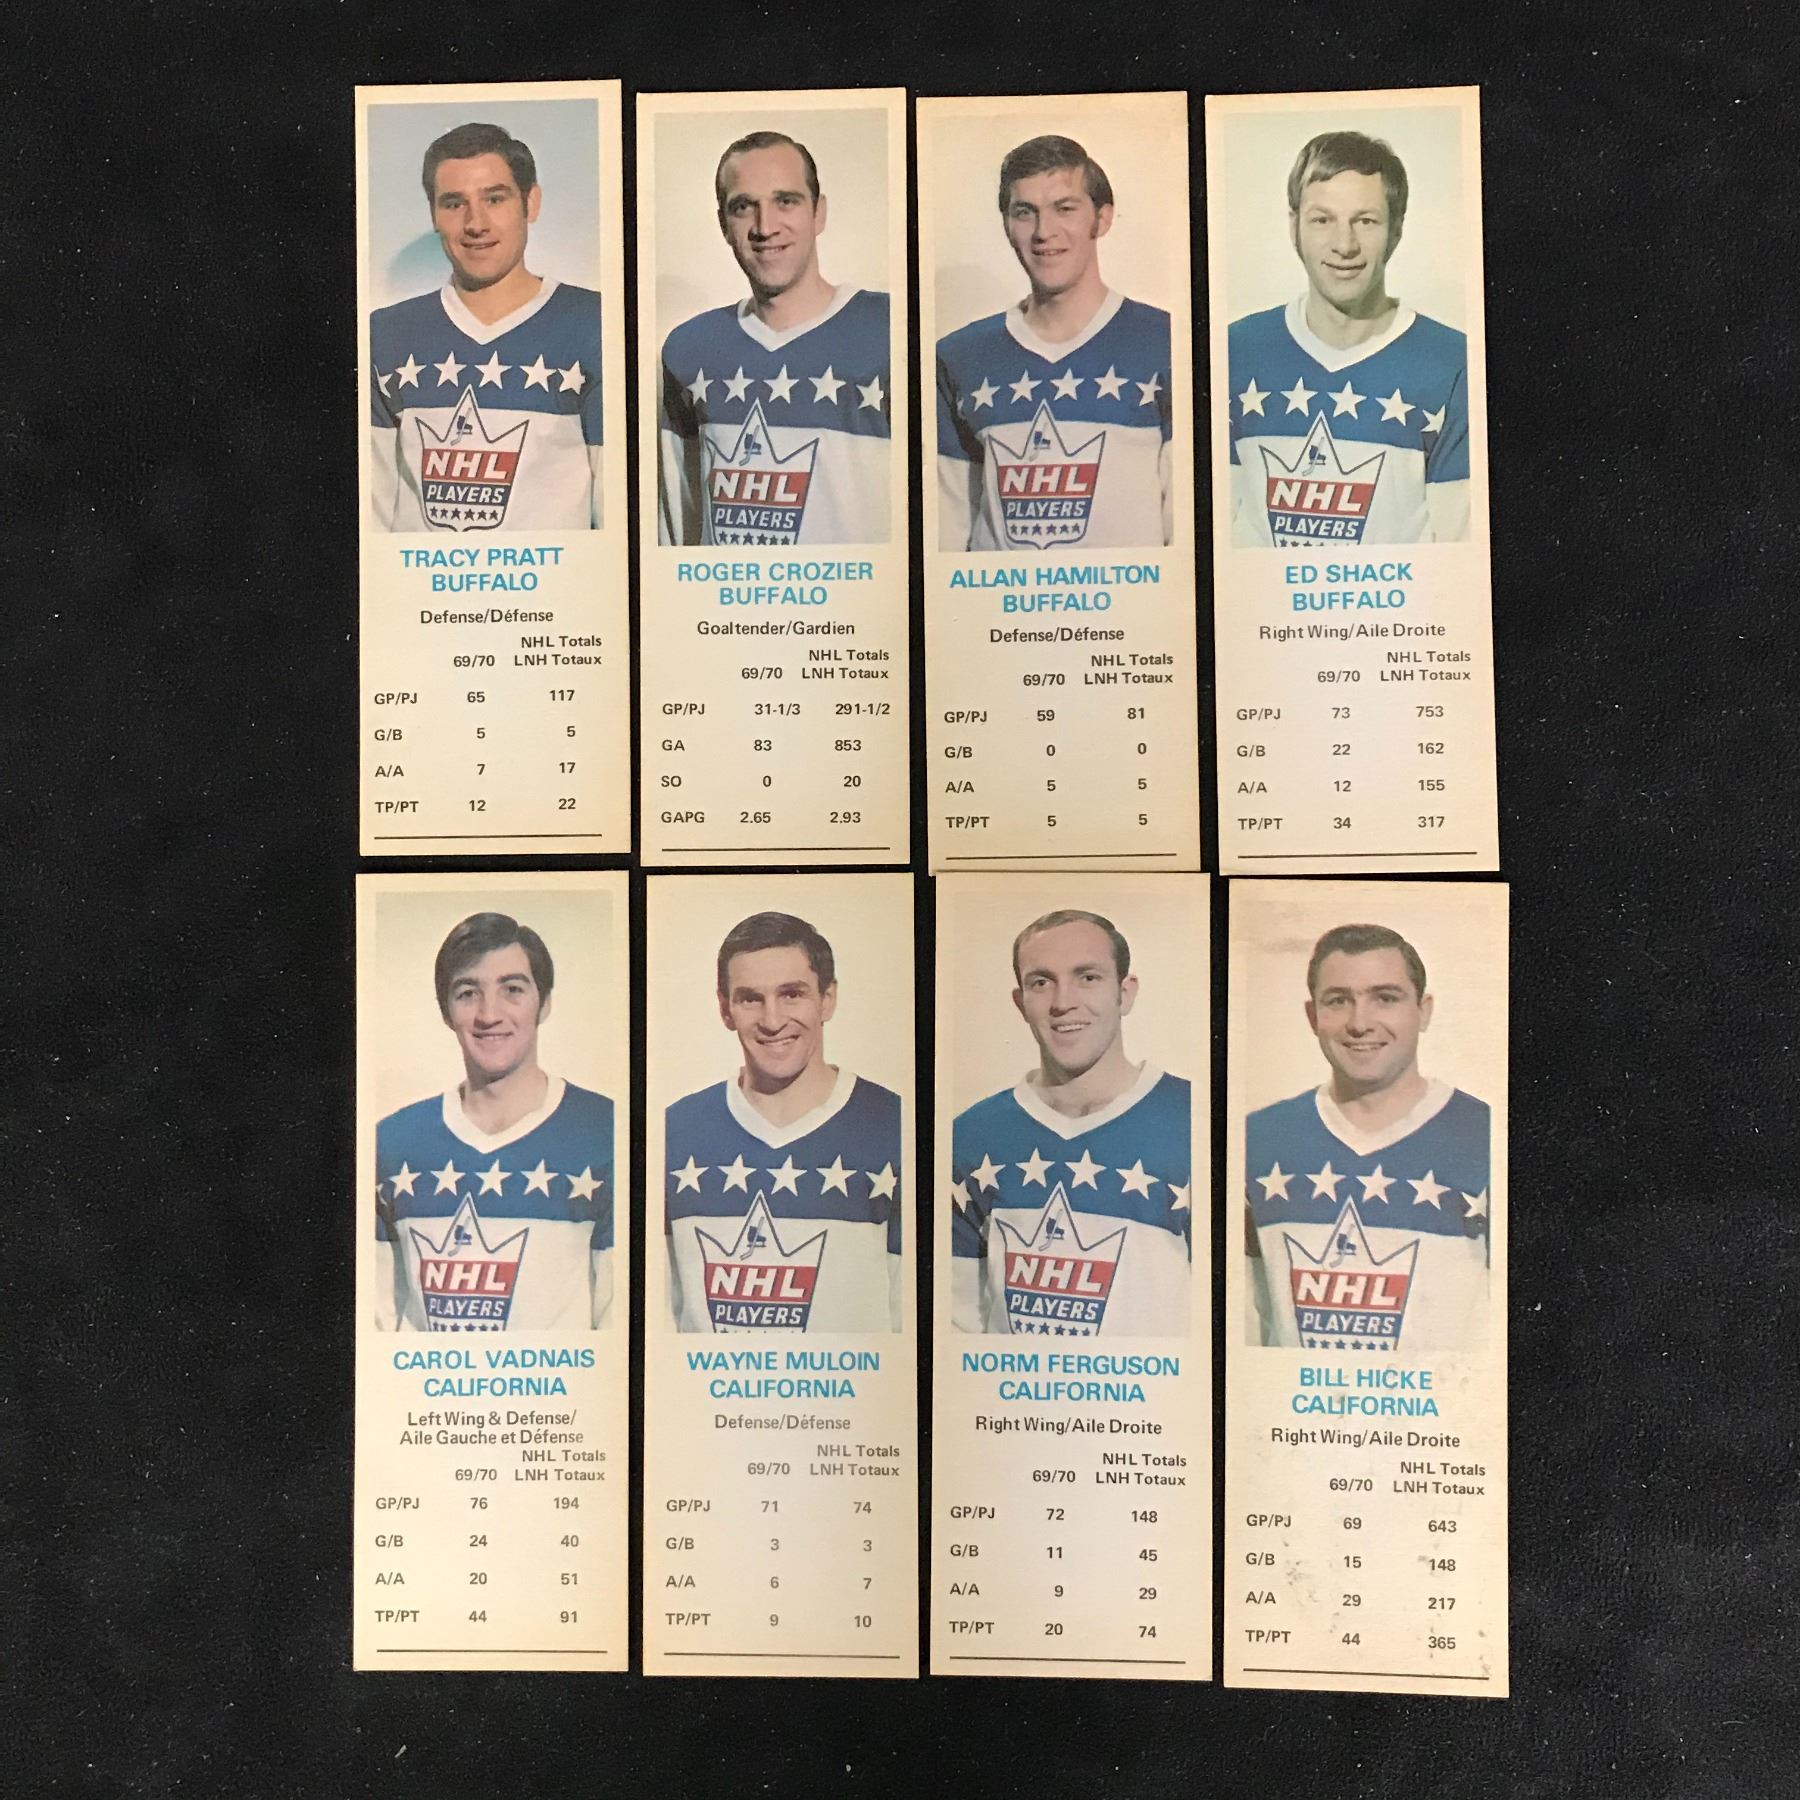 NHL
PLAYERS
TRACY PRATT
BUFFALO
Defense/Défense
NHL Totals
69/70 LNH Totaux
GP/PJ 65 117
G/B 5 5
A/A 7 17
TP/PT 12 22
NHL
PLAYERS
ROGER CROZIER
BUFFALO
Goaltender/Gardien
NHL Totals
69/70 LNH Totaux
GP/PJ 31-1/3 291-1/2
GA 83 853
SO 0 20
GAPG 2.65 2.93
NHL
PLAYERS
ALLAN HAMILTON
BUFFALO
Defense/Défense
NHL Totals
69/70 LNH Totaux
GP/PJ 59 81
G/B 0 0
A/A 5 5
TP/PT 5 5
NHL
PLAYERS
ED SHACK
BUFFALO
Right Wing/Aile Droite
NHL Totals
69/70 LNH Totaux
GP/PJ 73 753
G/B 22 162
A/A 12 155
TP/PT 34 317
NHL
PLAYERS
CAROL VADNAIS
CALIFORNIA
Left Wing & Defense/
Aile Gauche et Défense
NHL Totals
69/70 LNH Totaux
GP/PJ 76 194
G/B 24 40
A/A 20 51
TP/PT 44 91
NHL
PLAYERS
WAYNE MULOIN
CALIFORNIA
Defense/Défense
NHL Totals
69/70 LNH Totaux
GP/PJ 71 74
G/B 3 3
A/A 6 7
TP/PT 9 10
NHL
PLAYERS
NORM FERGUSON
CALIFORNIA
Right Wing/Aile Droite
NHL Totals
69/70 LNH Totaux
GP/PJ 72 148
G/B 11 45
A/A 9 29
TP/PT 20 74
NHL
PLAYERS
BILL HICKE
CALIFORNIA
Right Wing/Aile Droite
NHL Totals
69/70 LNH Totaux
GP/PJ 69 643
G/B 15 148
A/A 29 217
TP/PT 44 365